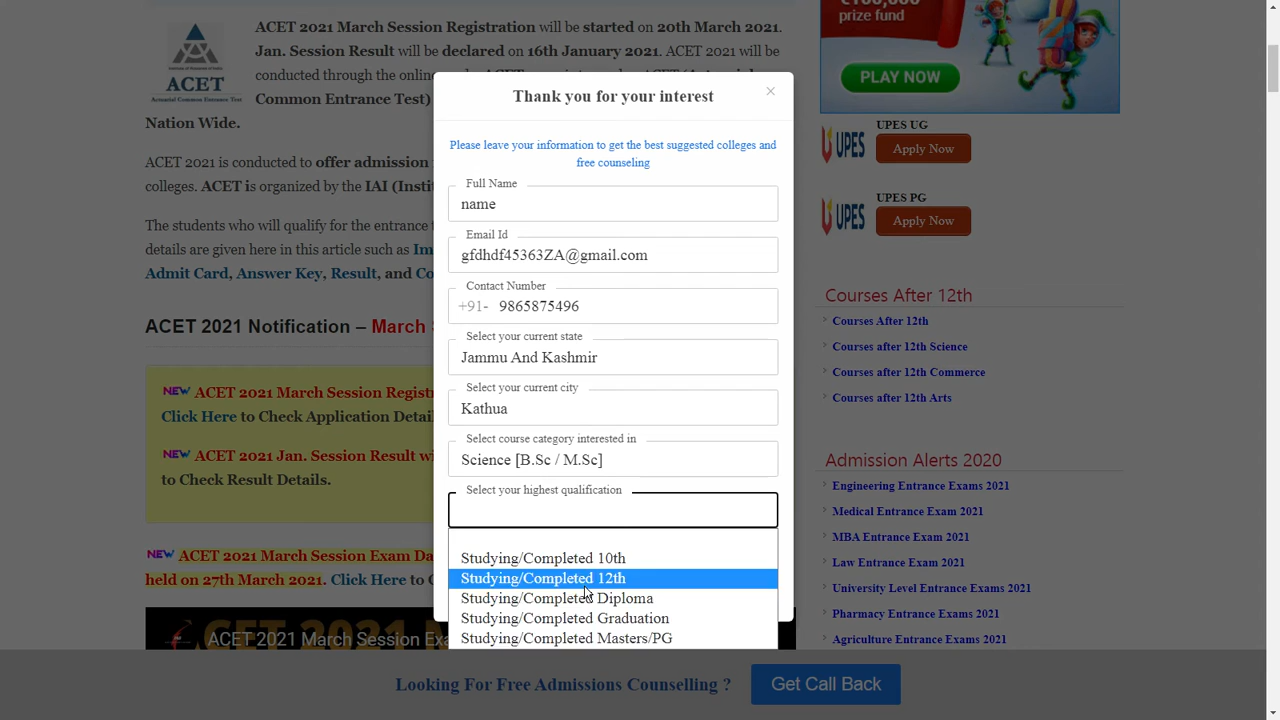 ACET 2021 March Session Registration will be started on 20th March 2021.
Jan. Session Result will be declared on 16th January 2021. ACET 2021 will be
conducted through the online
Common Entrance Test)
Nation Wide.
ACET
Actuarial Common Entrance Test
ACET 2021 is conducted to offer admission
colleges. ACET is organized by the IAI (Insti
The students who will qualify for the entrance t
details are given here in this article such as Im
Admit Card, Answer Key, Result, and Co
ACET 2021 Notification – March S
NEW ACET 2021 March Session Registr
Click Here to Check Application Detai
NEW ACET 2021 Jan. Session Result wi
to Check Result Details.
NEW ACET 2021 March Session Exam Da
held on 27th March 2021. Click Here to C
ACET 2021 March Session Exa
Thank you for your interest
×
Please leave your information to get the best suggested colleges and
free counseling
Full Name
name
Email Id
gfdhdf45363ZA@gmail.com
Contact Number
+91- 9865875496
Select your current state
Jammu And Kashmir
Select your current city
Kathua
Select course category interested in
Science [B.Sc / M.Sc]
Select your highest qualification
Studying/Completed 10th
Studying/Completed 12th
Studying/Completed Diploma
Studying/Completed Graduation
Studying/Completed Masters/PG
prize fund
PLAY NOW
UPES
UPES UG
Apply Now
UPES
UPES PG
Apply Now
Courses After 12th
Courses After 12th
Courses after 12th Science
Courses after 12th Commerce
Courses after 12th Arts
Admission Alerts 2020
Engineering Entrance Exams 2021
Medical Entrance Exam 2021
MBA Entrance Exam 2021
Law Entrance Exam 2021
University Level Entrance Exam 2021
Pharmacy Entrance Exams 2021
Agriculture Entrance Exams 2021
Looking For Free Admissions Counselling ?
Get Call Back